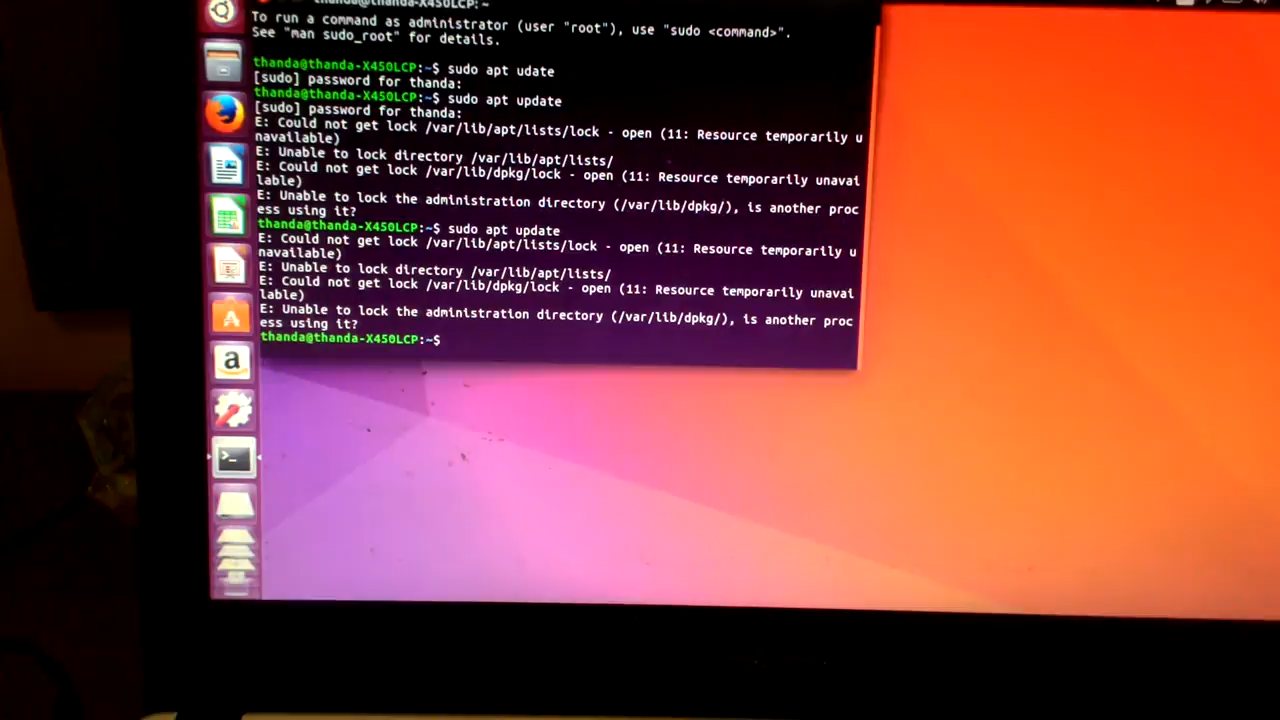 thanda@thanda-X450LCP: ~
To run a command as administrator (user "root"), use "sudo <command>".
See "man sudo_root" for details.
thanda@thanda-X450LCP:~$ sudo apt udate
[sudo] password for thanda:
thanda@thanda-X450LCP:~$ sudo apt update
[sudo] password for thanda:
E: Could not get lock /var/lib/apt/lists/lock - open (11: Resource temporarily u
navailable)
E: Unable to lock directory /var/lib/apt/lists/
E: Could not get lock /var/lib/dpkg/lock - open (11: Resource temporarily unavai
lable)
E: Unable to lock the administration directory (/var/lib/dpkg/), is another proc
ess using it?
thanda@thanda-X450LCP:~$ sudo apt update
E: Could not get lock /var/lib/apt/lists/lock - open (11: Resource temporarily u
navailable)
E: Unable to lock directory /var/lib/apt/lists/
E: Could not get lock /var/lib/dpkg/lock - open (11: Resource temporarily unavai
lable)
E: Unable to lock the administration directory (/var/lib/dpkg/), is another proc
ess using it?
thanda@thanda-X450LCP:~$
A
a
>_